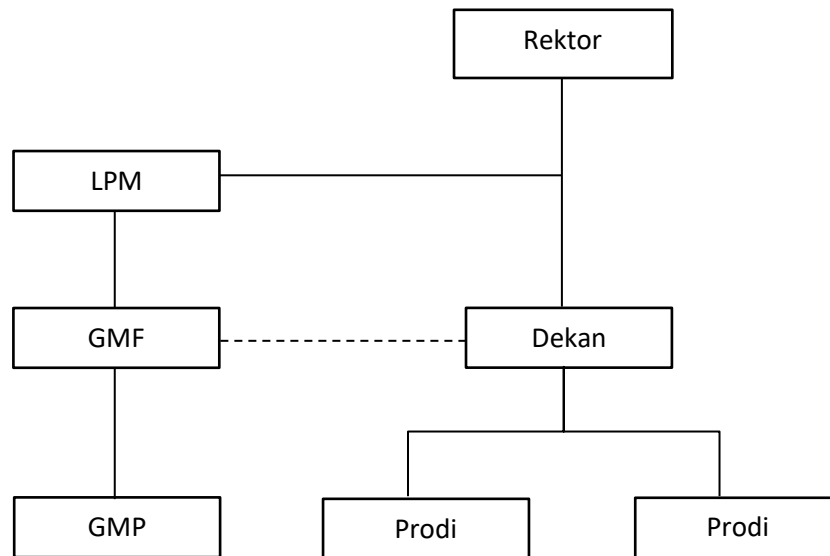 Rektor
LPM
GMF
Dekan
GMP
Prodi
Prodi